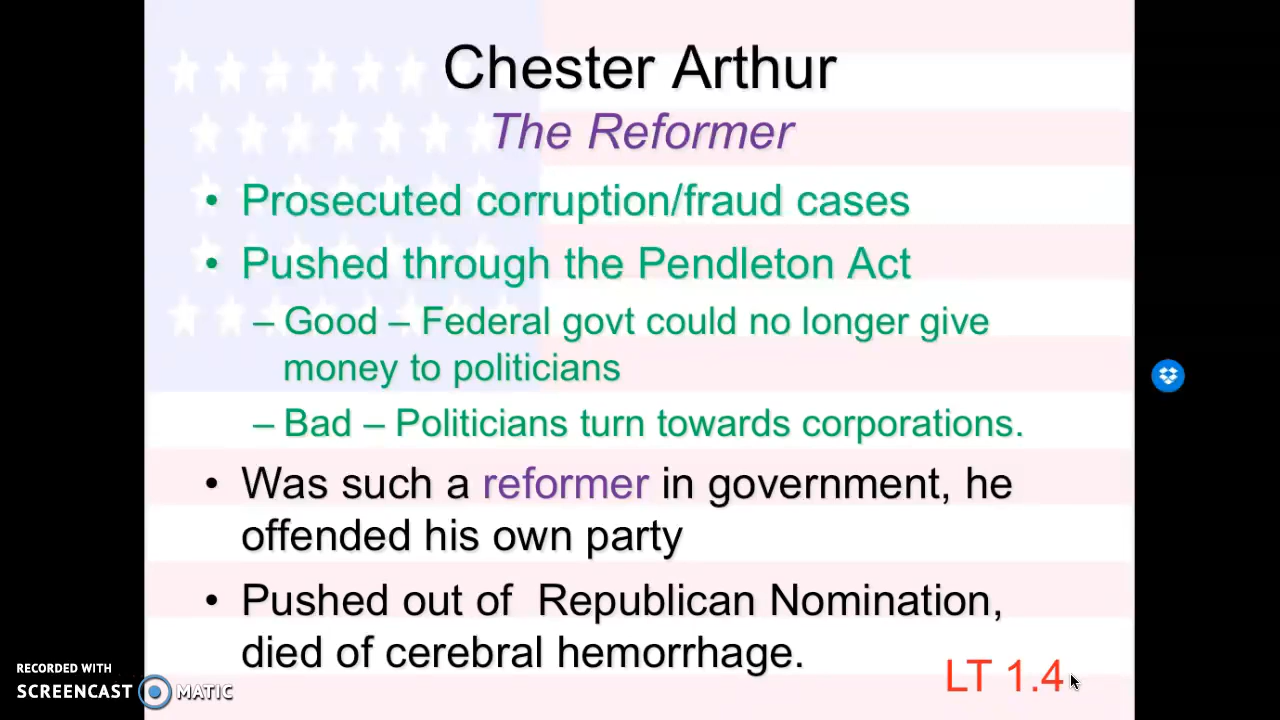 Chester Arthur
The Reformer
• Prosecuted corruption/fraud cases
• Pushed through the Pendleton Act
– Good – Federal govt could no longer give
money to politicians
– Bad – Politicians turn towards corporations.
• Was such a reformer in government, he
offended his own party
• Pushed out of Republican Nomination,
died of cerebral hemorrhage.
LT 1.4
RECORDED WITH
SCREENCAST MATIC